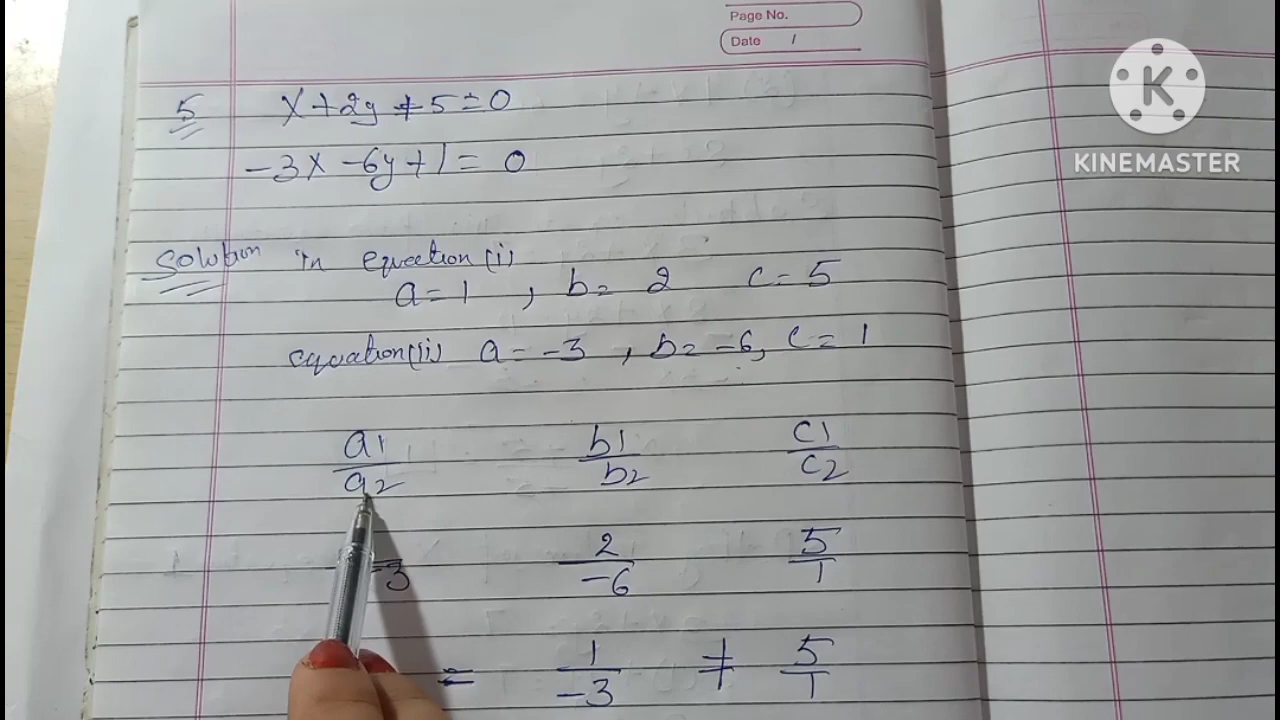 Page No.
Date /
5 x + 2y + 5 = 0
-3x - 6y + 1 = 0
KINEMASTER
Solution in equection (i)
a = 1 , b = 2 c = 5
equation (ii) a = -3 , b = -6, c = 1
a1/a2 b1/b2 c1/c2
-3 2/-6 5/1
= 1/-3 ≠ 5/1